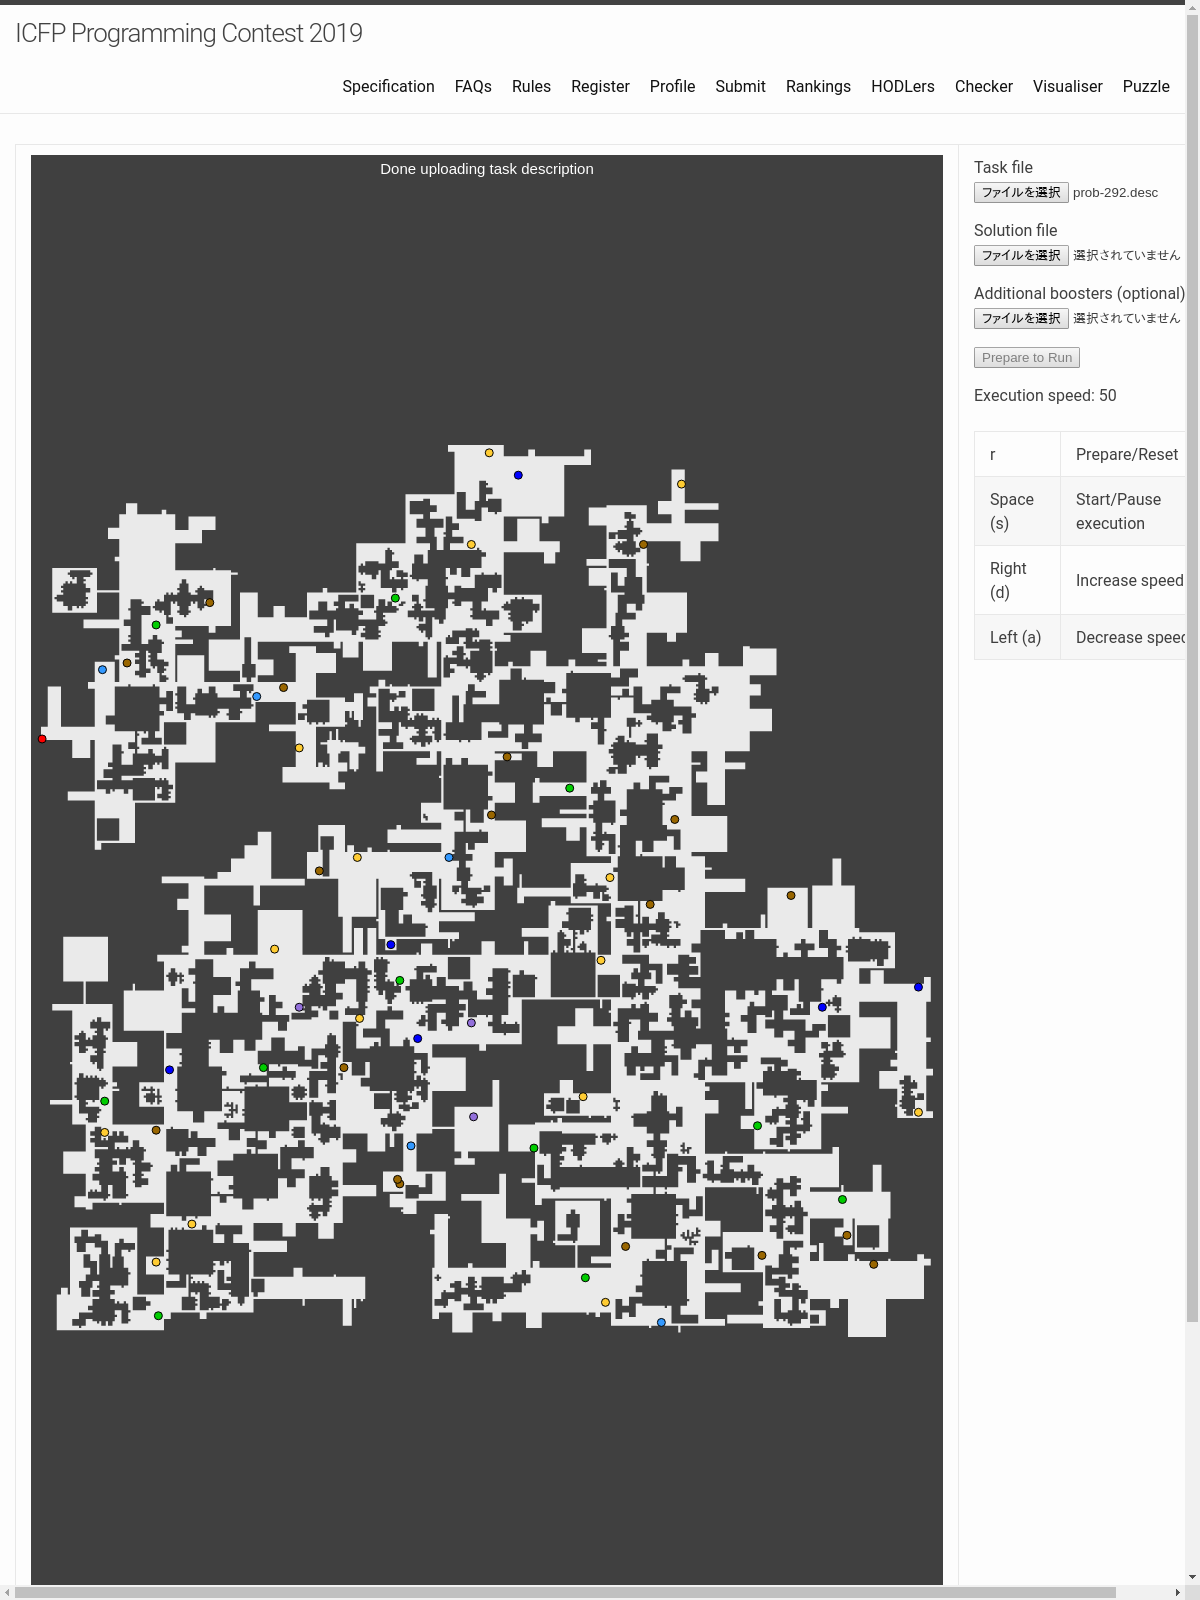 ICFP Programming Contest 2019
Specification FAQs Rules Register Profile Submit Rankings HODLers Checker Visualiser Puzzle
Done uploading task description
Task file
ファイルを選択 prob-292.desc
Solution file
ファイルを選択 選択されていません
Additional boosters (optional)
ファイルを選択 選択されていません
Prepare to Run
Execution speed: 50
r Prepare/Reset
Space (s) Start/Pause execution
Right (d) Increase speed
Left (a) Decrease speed